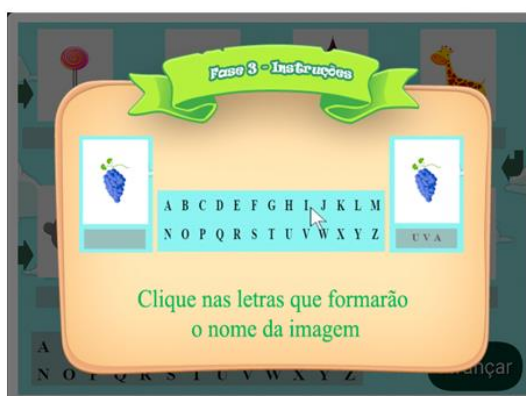 Fase 3 - Instruções
A B C D E F G H I J K L M
N O P Q R S T U V W X Y Z
U V A
Clique nas letras que formarão
o nome da imagem
A
N O P Q R S T U V W X Y Z